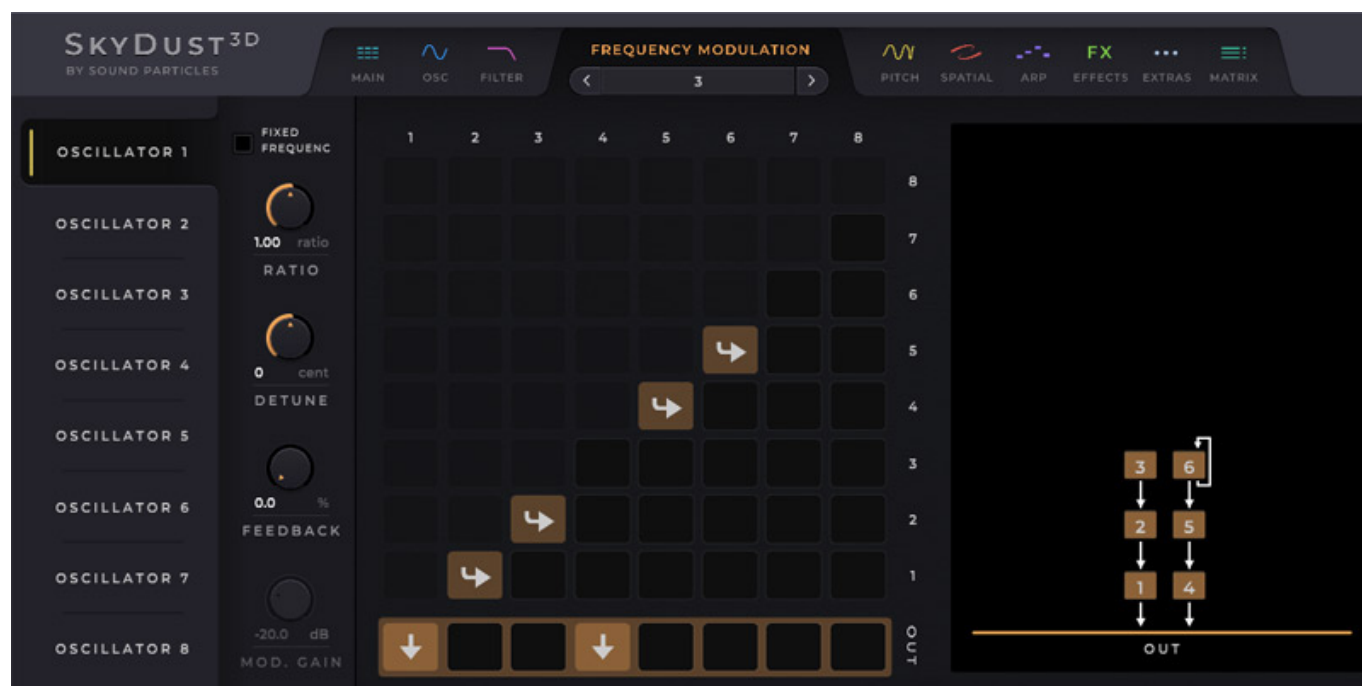 SKYDUST3D
BY SOUND PARTICLES
MAIN OSC FILTER
FREQUENCY MODULATION
< 3 >
PITCH SPATIAL ARP FX EFFECTS EXTRAS MATRIX
OSCILLATOR 1
OSCILLATOR 2
OSCILLATOR 3
OSCILLATOR 4
OSCILLATOR 5
OSCILLATOR 6
OSCILLATOR 7
OSCILLATOR 8
FIXED
FREQUENC
1.00 ratio
RATIO
0 cent
DETUNE
0.0 %
FEEDBACK
-20.0 dB
MOD. GAIN
1 2 3 4 5 6 7 8
8
7
6
5
4
3
2
1
OUT
3 6
2 5
1 4
OUT